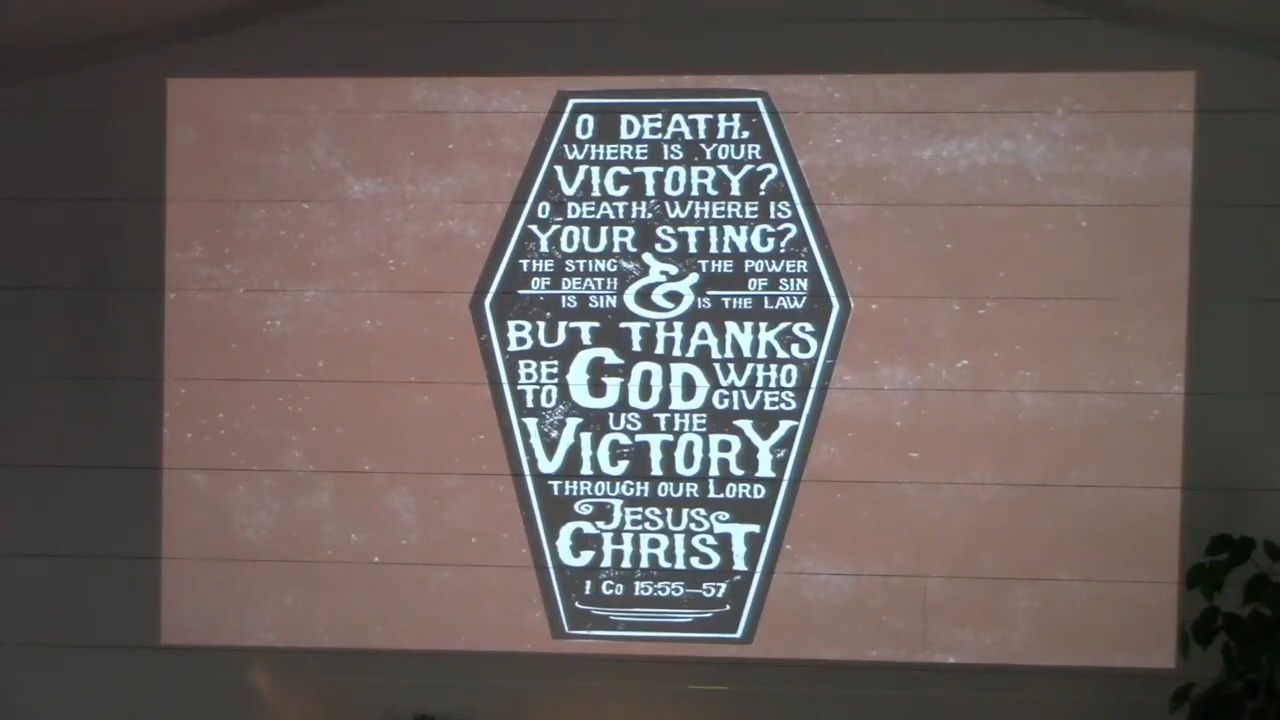 O DEATH,
WHERE IS YOUR
VICTORY?
O DEATH, WHERE IS
YOUR STING?
THE STING
OF DEATH
IS SIN
&
THE POWER
OF SIN
IS THE LAW
BUT THANKS
BE TO GOD WHO GIVES
US THE
VICTORY
THROUGH OUR LORD
JESUS
CHRIST
1 Co 15:55—57